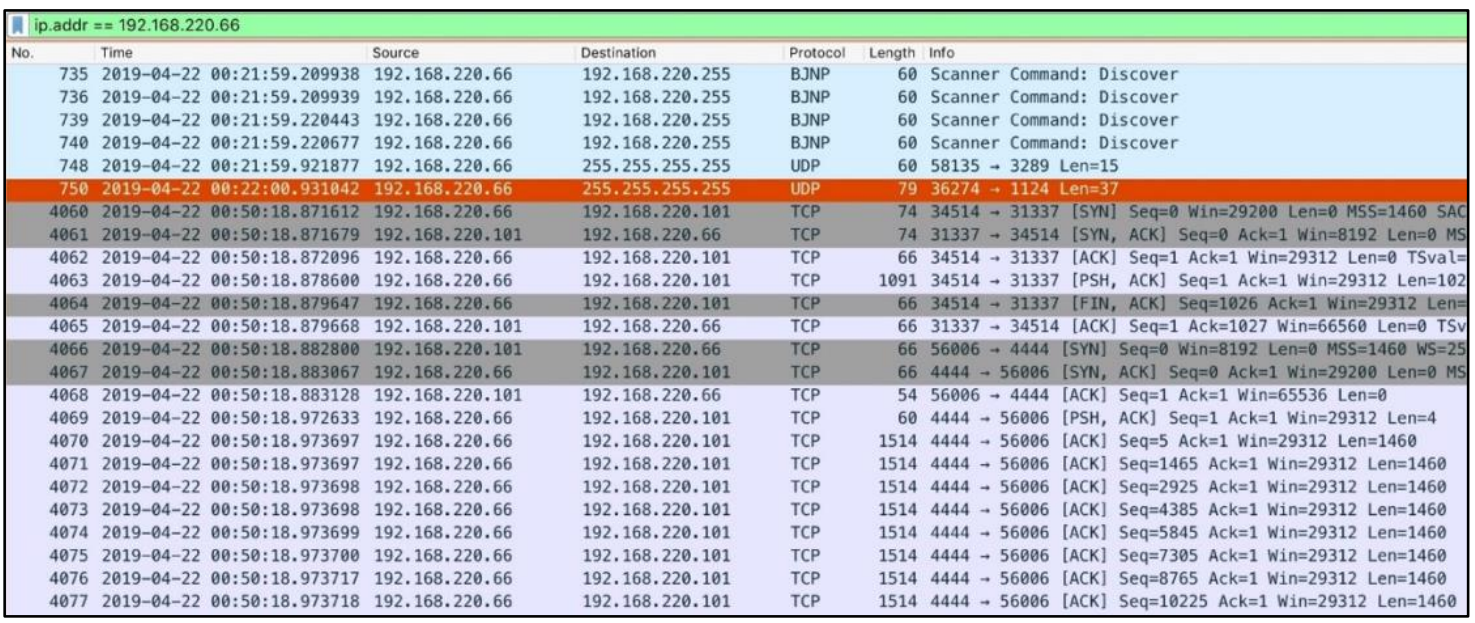 ip.addr == 192.168.220.66
No. Time Source Destination Protocol Length Info
735 2019-04-22 00:21:59.209938 192.168.220.66 192.168.220.255 BJNP 60 Scanner Command: Discover
736 2019-04-22 00:21:59.209939 192.168.220.66 192.168.220.255 BJNP 60 Scanner Command: Discover
739 2019-04-22 00:21:59.220443 192.168.220.66 192.168.220.255 BJNP 60 Scanner Command: Discover
740 2019-04-22 00:21:59.220677 192.168.220.66 192.168.220.255 BJNP 60 Scanner Command: Discover
748 2019-04-22 00:21:59.921877 192.168.220.66 255.255.255.255 UDP 60 58135 → 3289 Len=15
750 2019-04-22 00:22:00.931042 192.168.220.66 255.255.255.255 UDP 79 36274 → 1124 Len=37
4060 2019-04-22 00:50:18.871612 192.168.220.66 192.168.220.101 TCP 74 34514 → 31337 [SYN] Seq=0 Win=29200 Len=0 MSS=1460 SAC
4061 2019-04-22 00:50:18.871679 192.168.220.101 192.168.220.66 TCP 74 31337 → 34514 [SYN, ACK] Seq=0 Ack=1 Win=8192 Len=0 MS
4062 2019-04-22 00:50:18.872096 192.168.220.66 192.168.220.101 TCP 66 34514 → 31337 [ACK] Seq=1 Ack=1 Win=29312 Len=0 TSval=
4063 2019-04-22 00:50:18.878600 192.168.220.66 192.168.220.101 TCP 1091 34514 → 31337 [PSH, ACK] Seq=1 Ack=1 Win=29312 Len=102
4064 2019-04-22 00:50:18.879647 192.168.220.66 192.168.220.101 TCP 66 34514 → 31337 [FIN, ACK] Seq=1026 Ack=1 Win=29312 Len=
4065 2019-04-22 00:50:18.879668 192.168.220.101 192.168.220.66 TCP 66 31337 → 34514 [ACK] Seq=1 Ack=1027 Win=66560 Len=0 TSv
4066 2019-04-22 00:50:18.882800 192.168.220.101 192.168.220.66 TCP 66 56006 → 4444 [SYN] Seq=0 Win=8192 Len=0 MSS=1460 WS=25
4067 2019-04-22 00:50:18.883067 192.168.220.66 192.168.220.101 TCP 66 4444 → 56006 [SYN, ACK] Seq=0 Ack=1 Win=29200 Len=0 MS
4068 2019-04-22 00:50:18.883128 192.168.220.101 192.168.220.66 TCP 54 56006 → 4444 [ACK] Seq=1 Ack=1 Win=65536 Len=0
4069 2019-04-22 00:50:18.972633 192.168.220.66 192.168.220.101 TCP 60 4444 → 56006 [PSH, ACK] Seq=1 Ack=1 Win=29312 Len=4
4070 2019-04-22 00:50:18.973697 192.168.220.66 192.168.220.101 TCP 1514 4444 → 56006 [ACK] Seq=5 Ack=1 Win=29312 Len=1460
4071 2019-04-22 00:50:18.973697 192.168.220.66 192.168.220.101 TCP 1514 4444 → 56006 [ACK] Seq=1465 Ack=1 Win=29312 Len=1460
4072 2019-04-22 00:50:18.973698 192.168.220.66 192.168.220.101 TCP 1514 4444 → 56006 [ACK] Seq=2925 Ack=1 Win=29312 Len=1460
4073 2019-04-22 00:50:18.973698 192.168.220.66 192.168.220.101 TCP 1514 4444 → 56006 [ACK] Seq=4385 Ack=1 Win=29312 Len=1460
4074 2019-04-22 00:50:18.973699 192.168.220.66 192.168.220.101 TCP 1514 4444 → 56006 [ACK] Seq=5845 Ack=1 Win=29312 Len=1460
4075 2019-04-22 00:50:18.973700 192.168.220.66 192.168.220.101 TCP 1514 4444 → 56006 [ACK] Seq=7305 Ack=1 Win=29312 Len=1460
4076 2019-04-22 00:50:18.973717 192.168.220.66 192.168.220.101 TCP 1514 4444 → 56006 [ACK] Seq=8765 Ack=1 Win=29312 Len=1460
4077 2019-04-22 00:50:18.973718 192.168.220.66 192.168.220.101 TCP 1514 4444 → 56006 [ACK] Seq=10225 Ack=1 Win=29312 Len=1460